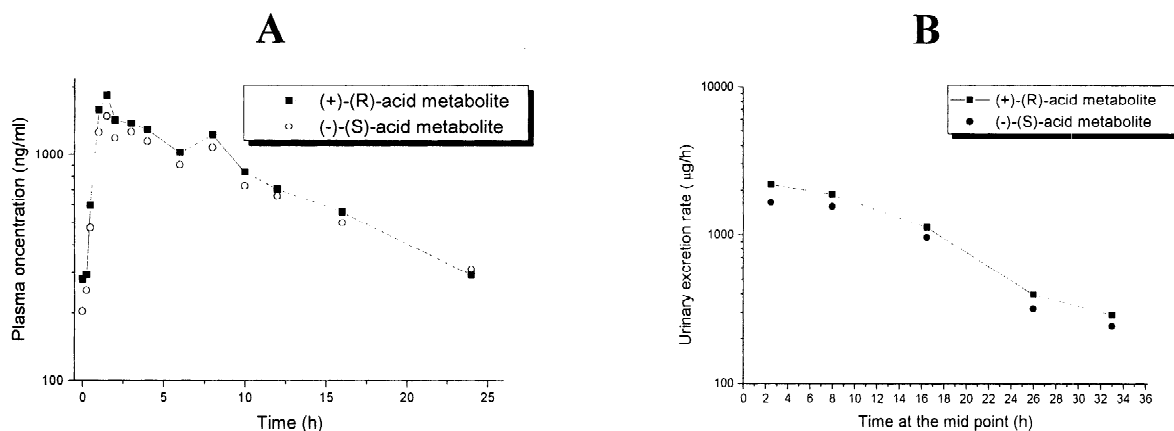 A
Plasma oncentration (ng/ml)
1000
100
(+)-(R)-acid metabolite
(-)-(S)-acid metabolite
0 5 10 15 20 25
Time (h)
B
Urinary excretion rate ( µg/h)
10000
1000
100
(+)-(R)-acid metabolite
(-)-(S)-acid metabolite
0 2 4 6 8 10 12 14 16 18 20 22 24 26 28 30 32 34 36
Time at the mid point (h)